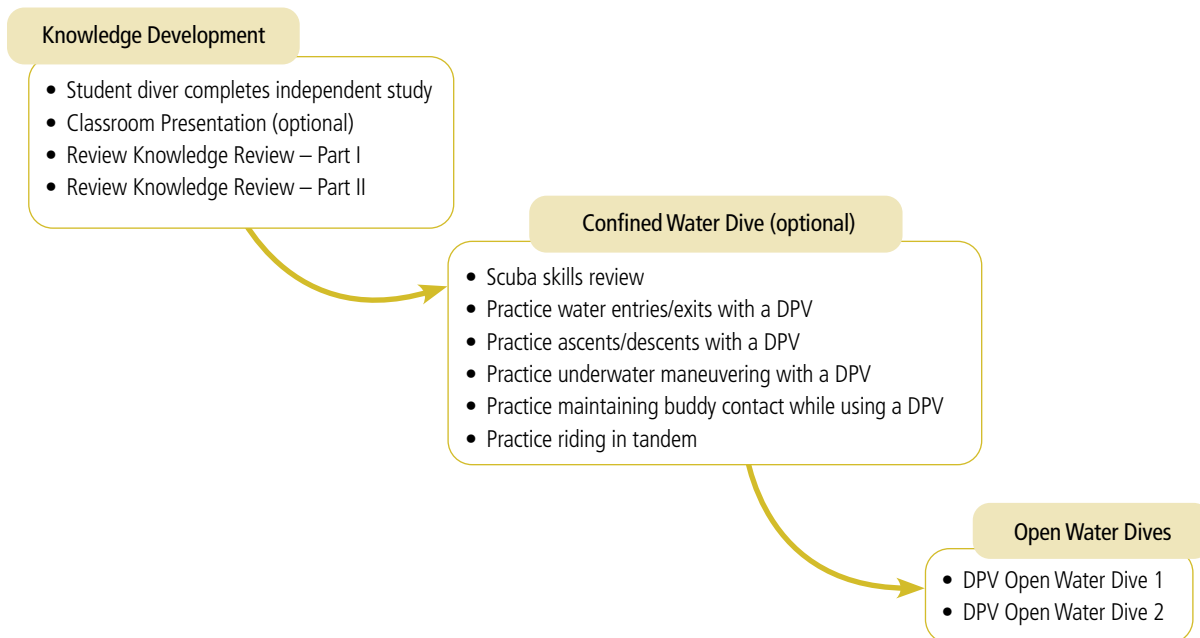 Knowledge Development
• Student diver completes independent study
• Classroom Presentation (optional)
• Review Knowledge Review – Part I
• Review Knowledge Review – Part II
Confined Water Dive (optional)
• Scuba skills review
• Practice water entries/exits with a DPV
• Practice ascents/descents with a DPV
• Practice underwater maneuvering with a DPV
• Practice maintaining buddy contact while using a DPV
• Practice riding in tandem
Open Water Dives
• DPV Open Water Dive 1
• DPV Open Water Dive 2